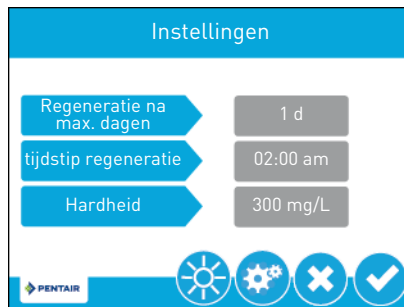 Instellingen
Regeneratie na
max. dagen
1 d
tijdstip regeneratie
02:00 am
Hardheid
300 mg/L
PENTAIR